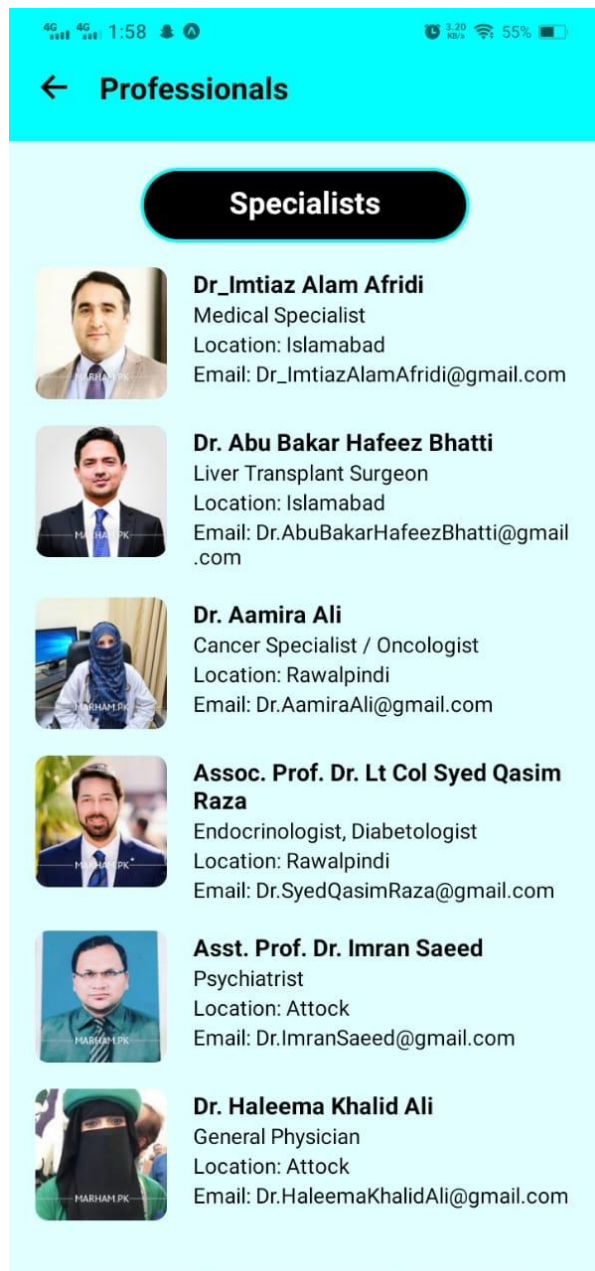 4G 4G 1:58 3.20 KB/s 55%
Professionals
Specialists
Dr_Imtiaz Alam Afridi
Medical Specialist
Location: Islamabad
Email: Dr_ImtiazAlamAfridi@gmail.com
MARHAM.PK
Dr. Abu Bakar Hafeez Bhatti
Liver Transplant Surgeon
Location: Islamabad
Email: Dr.AbuBakarHafeezBhatti@gmail
.com
MARHAM.PK
Dr. Aamira Ali
Cancer Specialist / Oncologist
Location: Rawalpindi
Email: Dr.AamiraAli@gmail.com
MARHAM.PK
Assoc. Prof. Dr. Lt Col Syed Qasim
Raza
Endocrinologist, Diabetologist
Location: Rawalpindi
Email: Dr.SyedQasimRaza@gmail.com
MARHAM.PK
Asst. Prof. Dr. Imran Saeed
Psychiatrist
Location: Attock
Email: Dr.ImranSaeed@gmail.com
MARHAM.PK
Dr. Haleema Khalid Ali
General Physician
Location: Attock
Email: Dr.HaleemaKhalidAli@gmail.com
MARHAM.PK